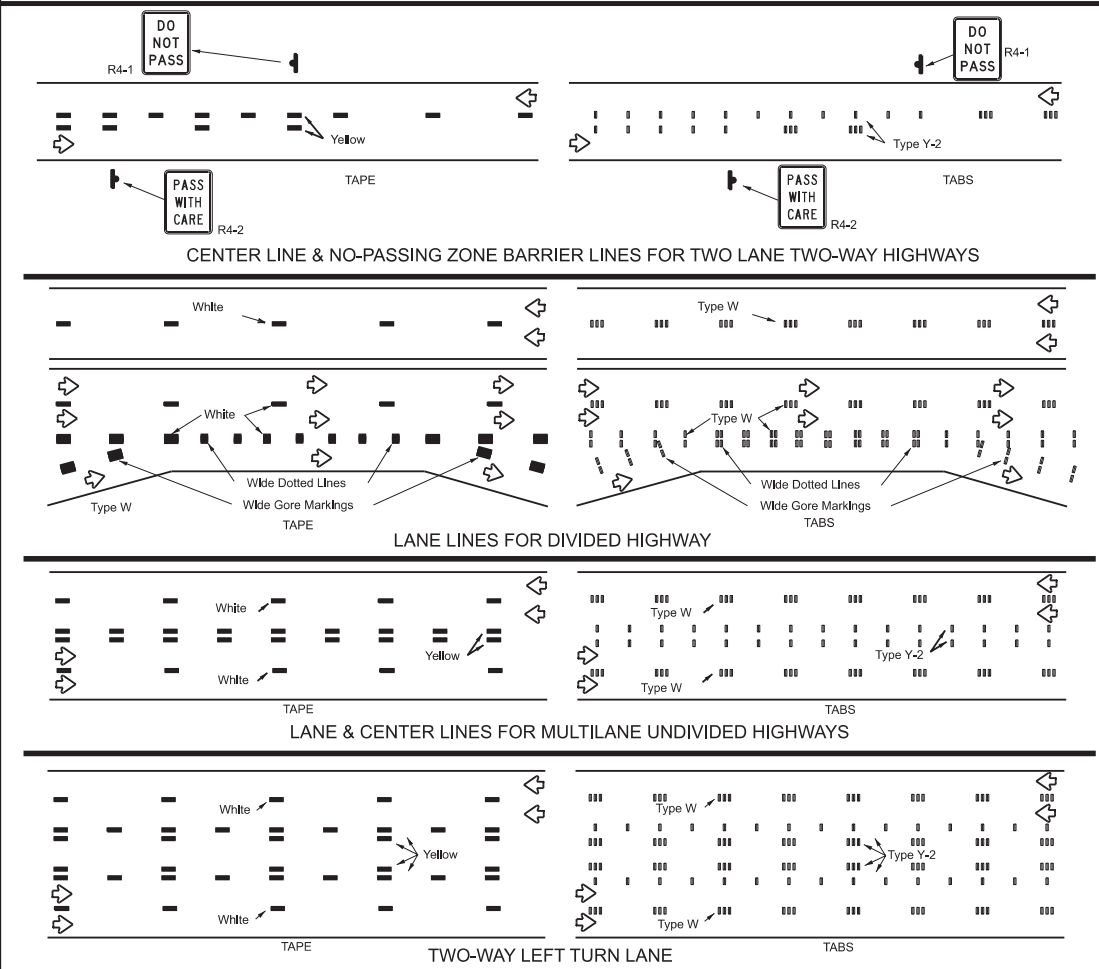 DO
NOT
PASS
R4-1
Yellow
TAPE
PASS
WITH
CARE
R4-2
DO
NOT
PASS
R4-1
Type Y-2
TABS
PASS
WITH
CARE
R4-2
CENTER LINE & NO-PASSING ZONE BARRIER LINES FOR TWO LANE TWO-WAY HIGHWAYS
White
White
Wide Dotted Lines
Type W
Wide Gore Markings
TAPE
Type W
Type W
Wide Dotted Lines
Wide Gore Markings
TABS
LANE LINES FOR DIVIDED HIGHWAY
White
Yellow
White
TAPE
Type W
Type Y-2
Type W
TABS
LANE & CENTER LINES FOR MULTILANE UNDIVIDED HIGHWAYS
White
Yellow
White
TAPE
Type W
Type Y-2
Type W
TABS
TWO-WAY LEFT TURN LANE